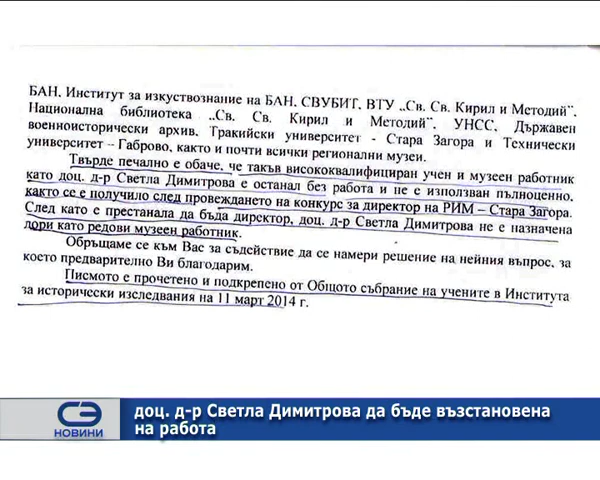 БАН, Институт за изкуствознание на БАН, СВУБИТ, ВТУ „Св. Св. Кирил и Методий”,
Национална библиотека „Св. Св. Кирил и Методий”, УНСС, Държавен
военноисторически архив, Тракийски университет - Стара Загора и Технически
университет – Габрово, както и почти всички регионални музеи.
Твърде печално е обаче, че такъв висококвалифициран учен и музеен работник
като доц. д-р Светла Димитрова е останал без работа и не е използван пълноценно,
както се е получило след провеждането на конкурс за директор на РИМ – Стара Загора.
След като е престанала да бъда директор, доц. д-р Светла Димитрова не е назначена
дори като редови музеен работник.
Обръщаме се към Вас за съдействие да се намери решение на нейния въпрос, за
което предварително Ви благодарим.
Писмото е прочетено и подкрепено от Общото събрание на учените в Института
за исторически изследвания на 11 март 2014 г.
СЭ
НОВИНИ
доц. д-р Светла Димитрова да бъде възстановена
на работа